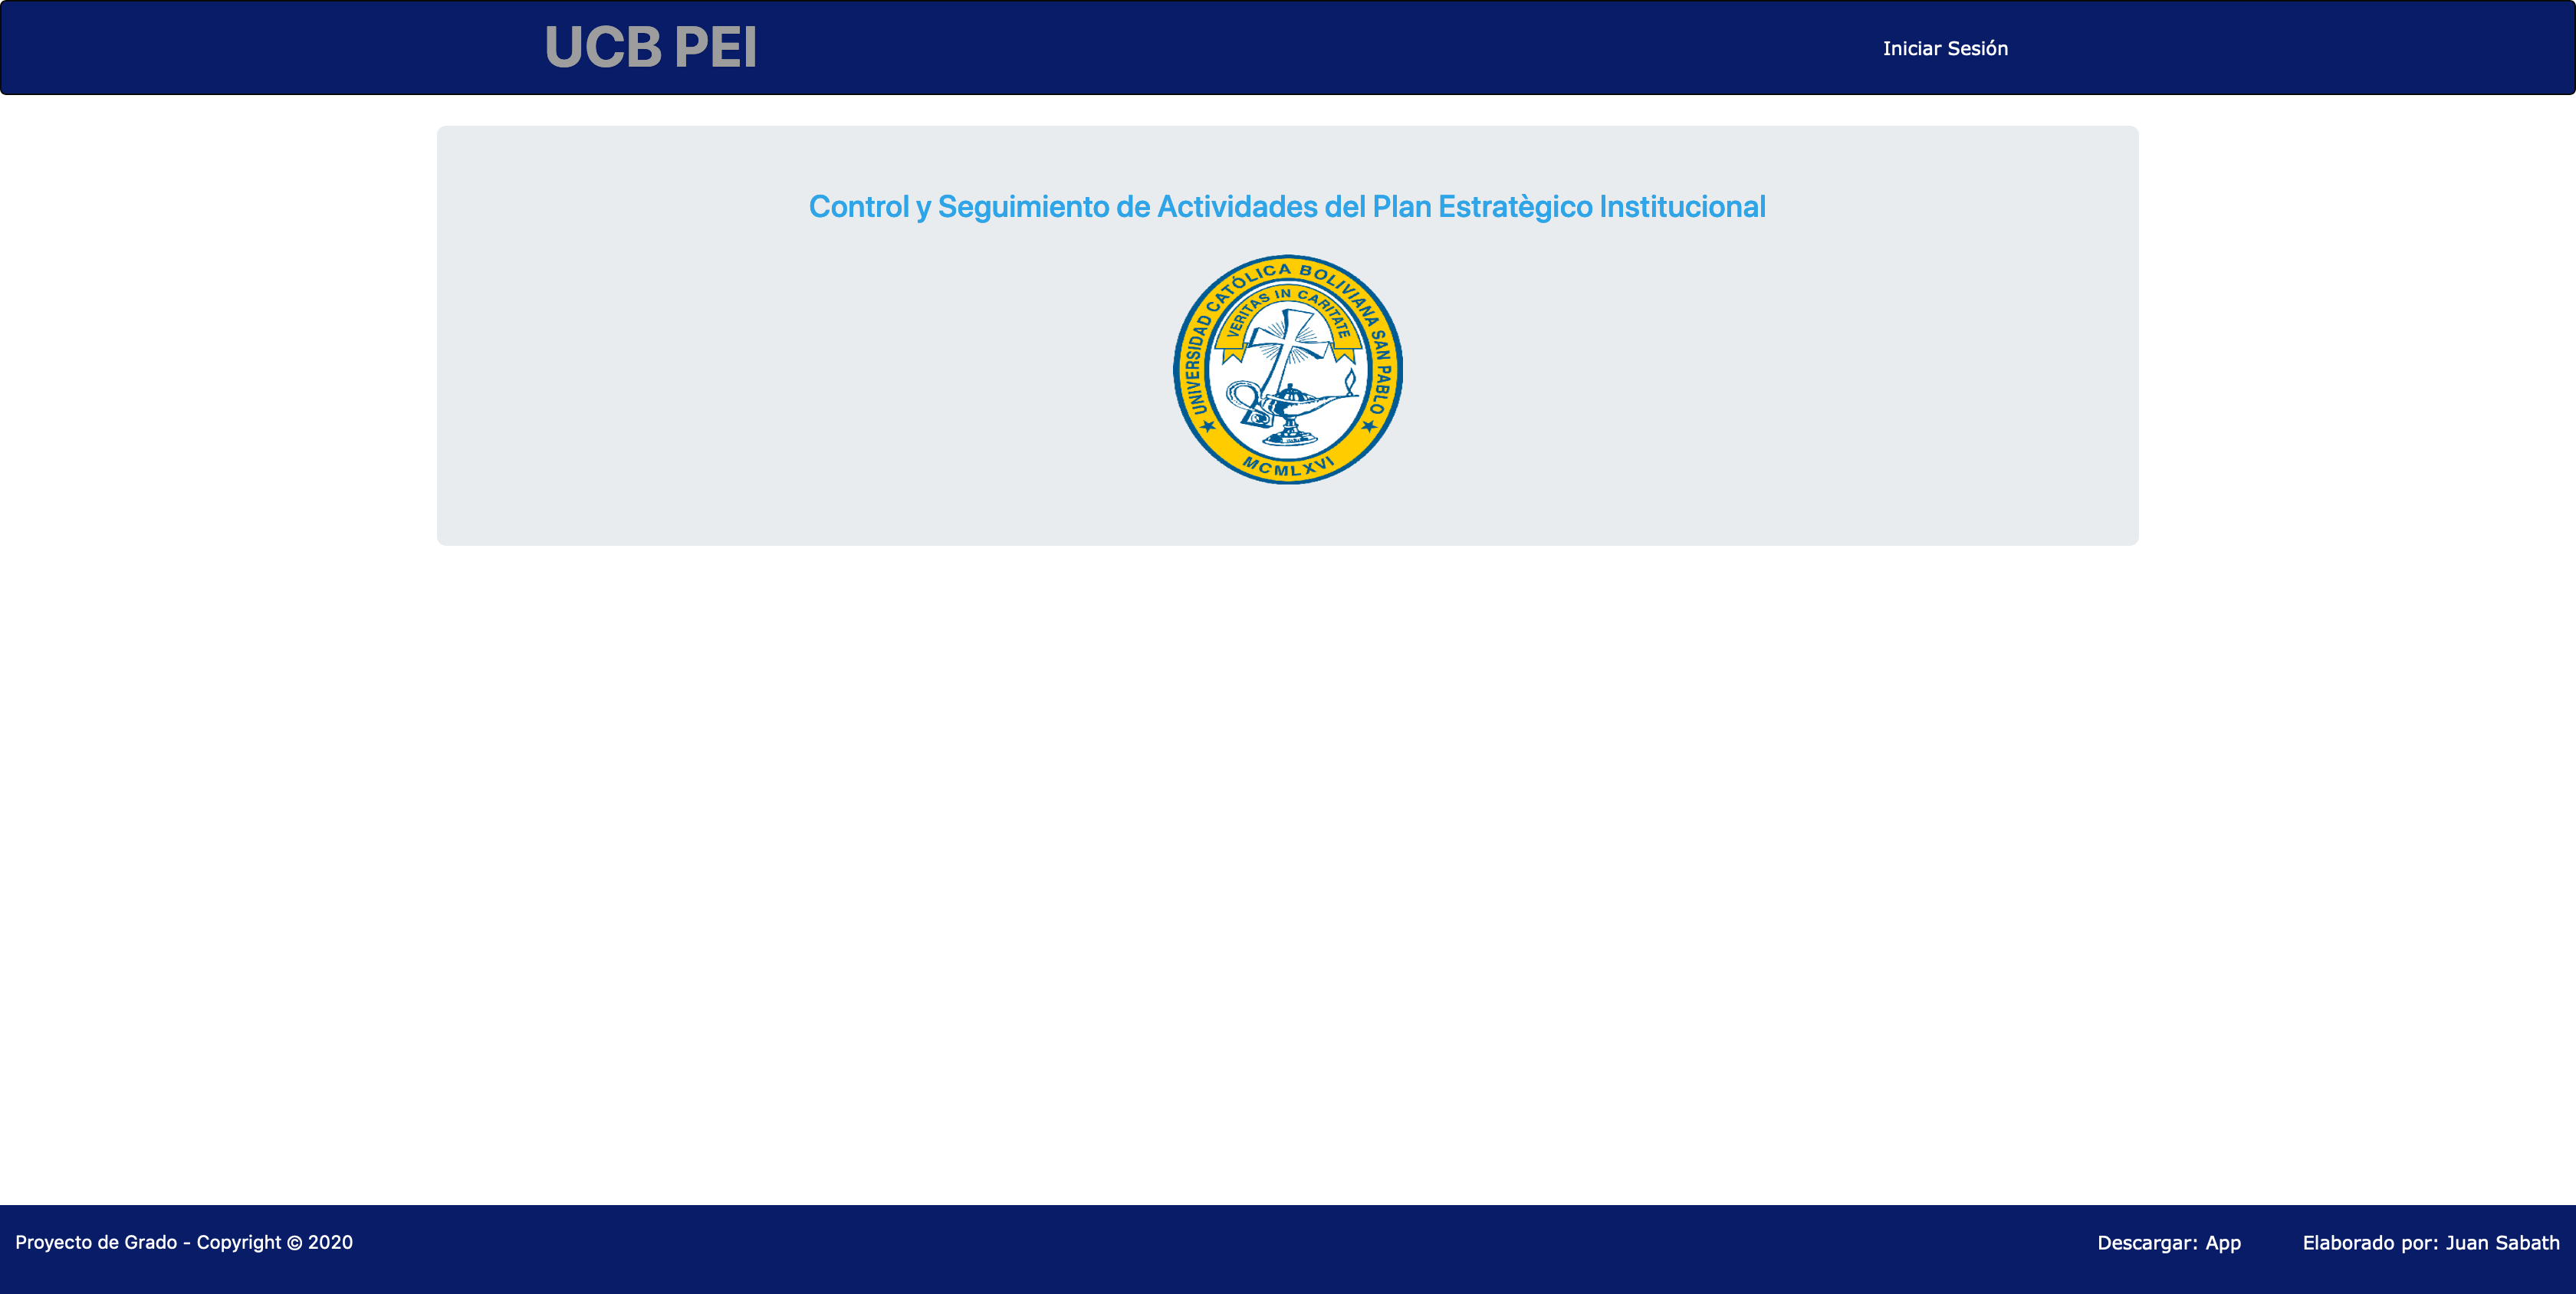 UCB PEI
Iniciar Sesión
Control y Seguimiento de Actividades del Plan Estratègico Institucional
UNIVERSIDAD CATÓLICA BOLIVIANA SAN PABLO
VERITAS IN CARITATE
MCMLXVI
Proyecto de Grado - Copyright © 2020
Descargar: App
Elaborado por: Juan Sabath